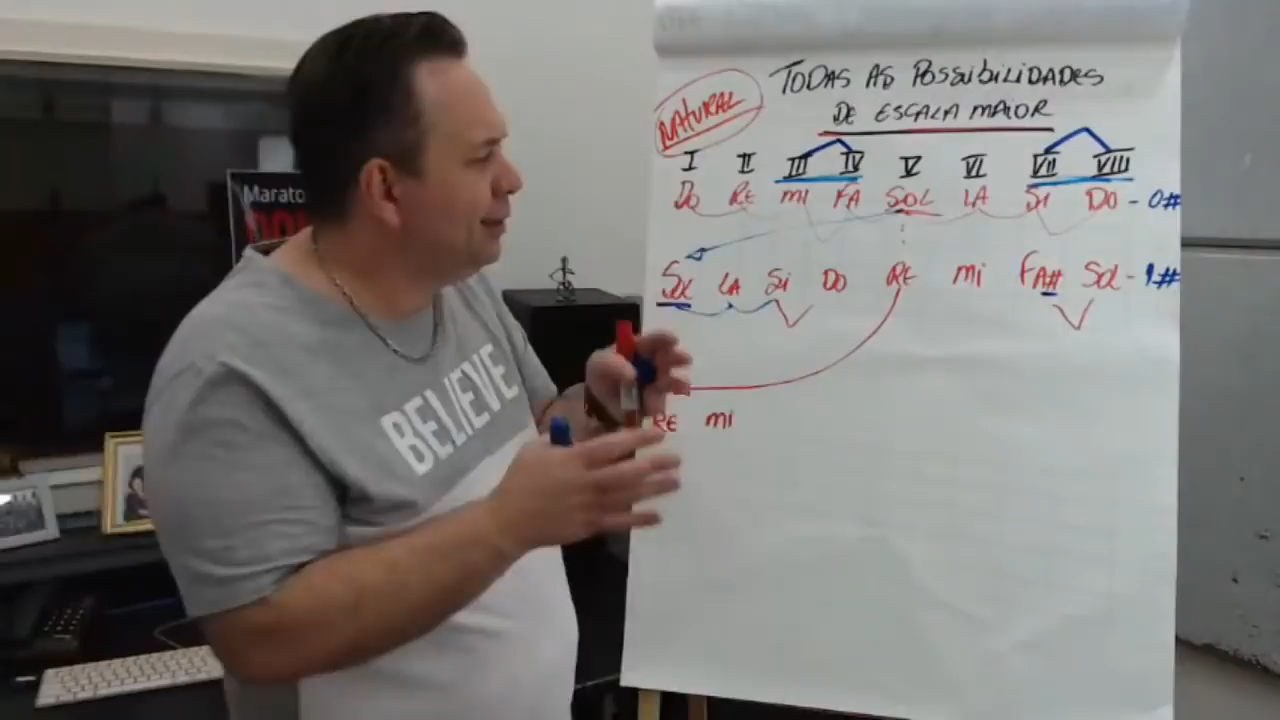 TODAS AS POSSIBILIDADES
NATURAL
DE ESCALA MAIOR
I II III IV V VI VII VIII
DO RE MI FA SOL LA SI DO - 0#
SOL LA Si DO RE mi FA# SOL - 1#
RE mi
Marato
BELIEVE